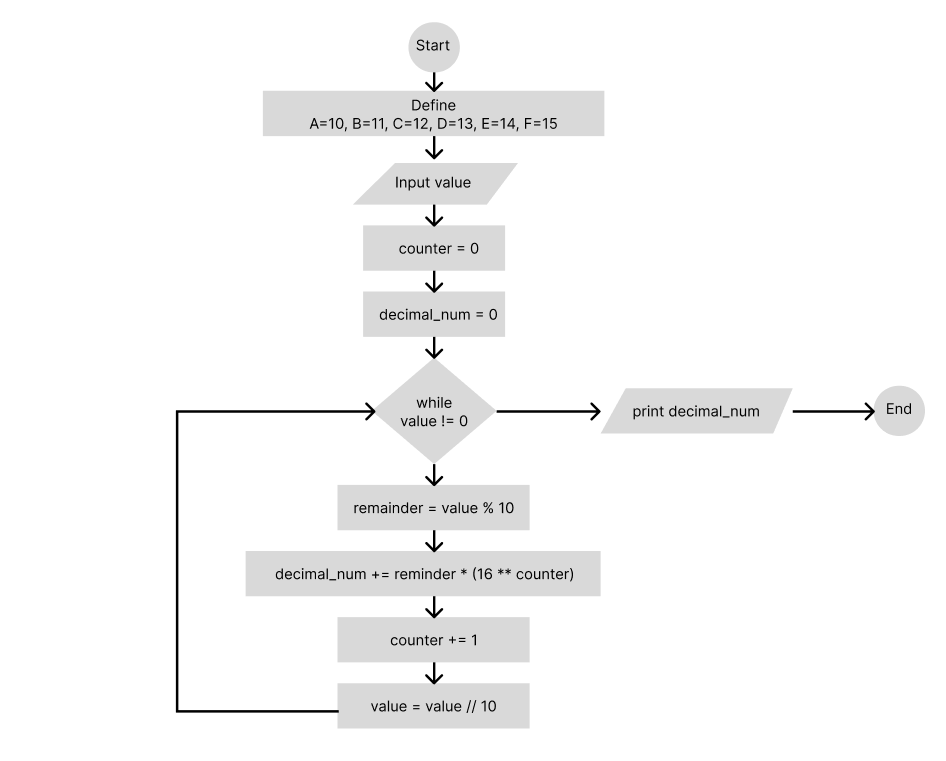 Start
Define
A=10, B=11, C=12, D=13, E=14, F=15
Input value
counter = 0
decimal_num = 0
while
value != 0
print decimal_num
End
remainder = value % 10
decimal_num += reminder * (16 ** counter)
counter += 1
value = value // 10